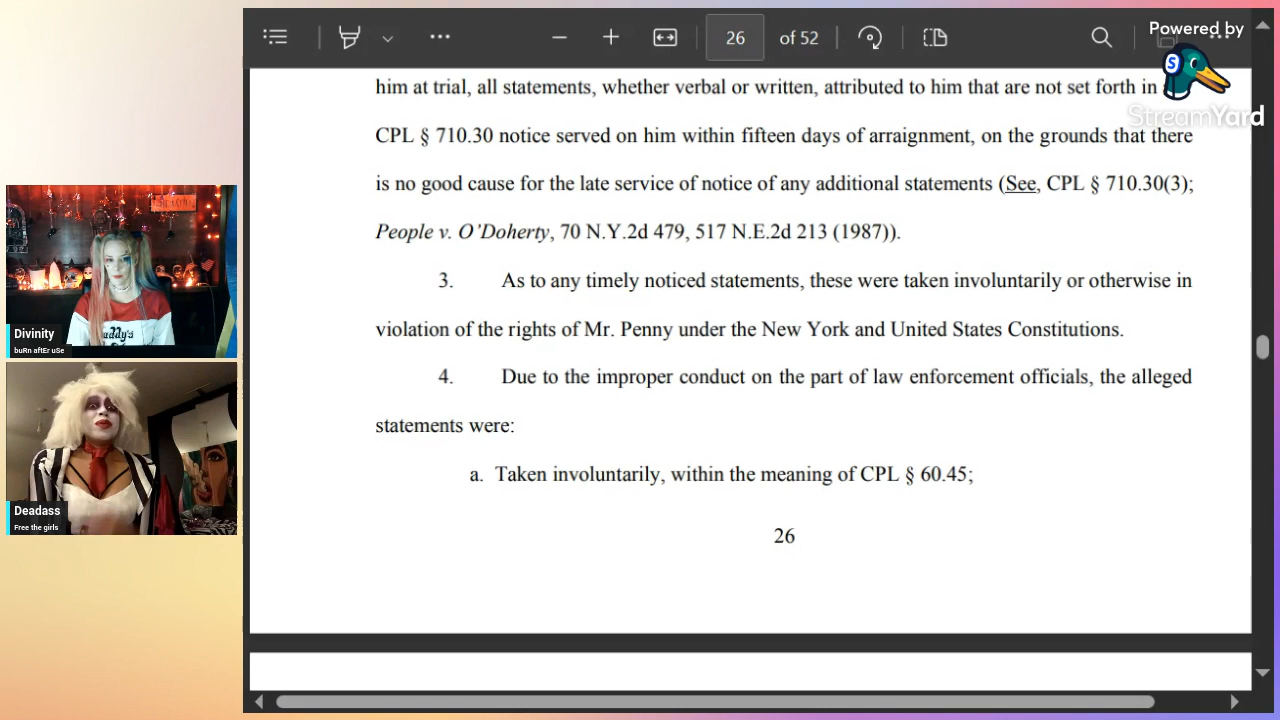 26 of 52
Powered by
StreamYard
him at trial, all statements, whether verbal or written, attributed to him that are not set forth in
CPL § 710.30 notice served on him within fifteen days of arraignment, on the grounds that there
is no good cause for the late service of notice of any additional statements (See, CPL § 710.30(3);
People v. O'Doherty, 70 N.Y.2d 479, 517 N.E.2d 213 (1987)).
3. As to any timely noticed statements, these were taken involuntarily or otherwise in
violation of the rights of Mr. Penny under the New York and United States Constitutions.
4. Due to the improper conduct on the part of law enforcement officials, the alleged
statements were:
a. Taken involuntarily, within the meaning of CPL § 60.45;
26
Divinity
buRn aftEr uSe
Deadass
Free the girls